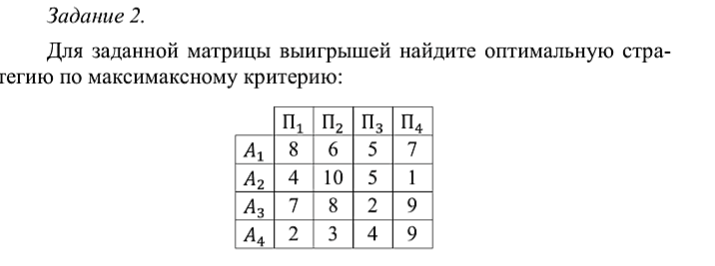 Задание 2.
Для заданной матрицы выигрышей найдите оптимальную стра-
тегию по максимаксному критерию:
П₁ П₂ П₃ П₄
A₁ 8 6 5 7
A₂ 4 10 5 1
A₃ 7 8 2 9
A₄ 2 3 4 9